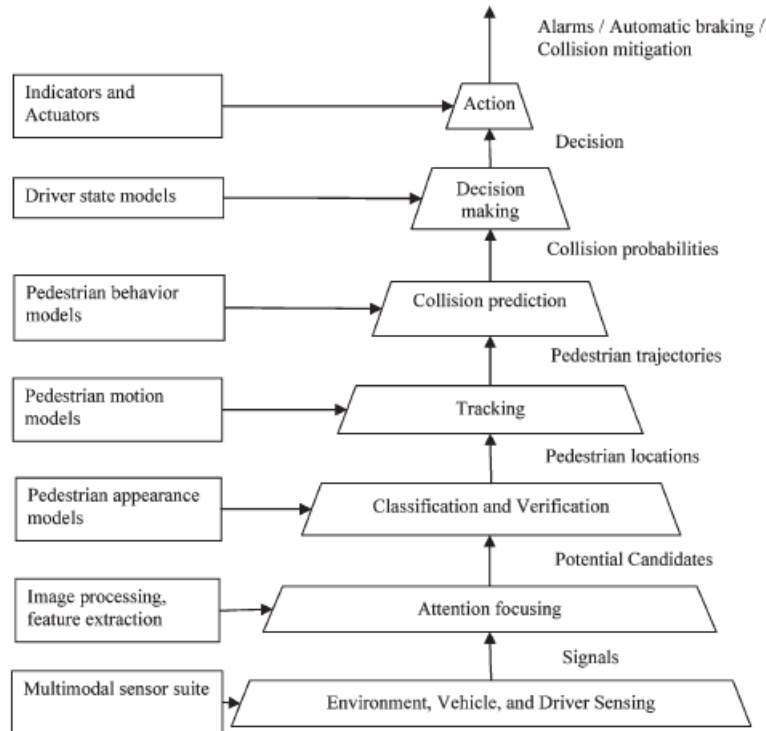 Alarms / Automatic braking /
Collision mitigation
Indicators and
Actuators
Action
Decision
Driver state models
Decision
making
Collision probabilities
Pedestrian behavior
models
Collision prediction
Pedestrian trajectories
Pedestrian motion
models
Tracking
Pedestrian locations
Pedestrian appearance
models
Classification and Verification
Potential Candidates
Image processing,
feature extraction
Attention focusing
Signals
Multimodal sensor suite
Environment, Vehicle, and Driver Sensing